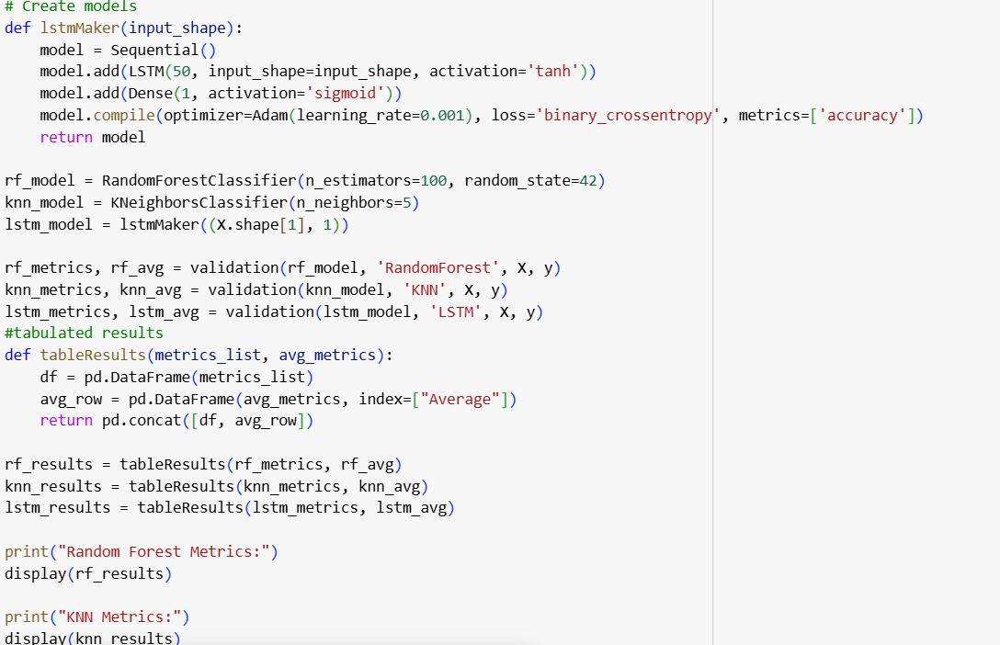 # Create models
def lstmMaker(input_shape):
    model = Sequential()
    model.add(LSTM(50, input_shape=input_shape, activation='tanh'))
    model.add(Dense(1, activation='sigmoid'))
    model.compile(optimizer=Adam(learning_rate=0.001), loss='binary_crossentropy', metrics=['accuracy'])
    return model

rf_model = RandomForestClassifier(n_estimators=100, random_state=42)
knn_model = KNeighborsClassifier(n_neighbors=5)
lstm_model = lstmMaker((X.shape[1], 1))

rf_metrics, rf_avg = validation(rf_model, 'RandomForest', X, y)
knn_metrics, knn_avg = validation(knn_model, 'KNN', X, y)
lstm_metrics, lstm_avg = validation(lstm_model, 'LSTM', X, y)
#tabulated results
def tableResults(metrics_list, avg_metrics):
    df = pd.DataFrame(metrics_list)
    avg_row = pd.DataFrame(avg_metrics, index=["Average"])
    return pd.concat([df, avg_row])

rf_results = tableResults(rf_metrics, rf_avg)
knn_results = tableResults(knn_metrics, knn_avg)
lstm_results = tableResults(lstm_metrics, lstm_avg)

print("Random Forest Metrics:")
display(rf_results)

print("KNN Metrics:")
display(knn_results)